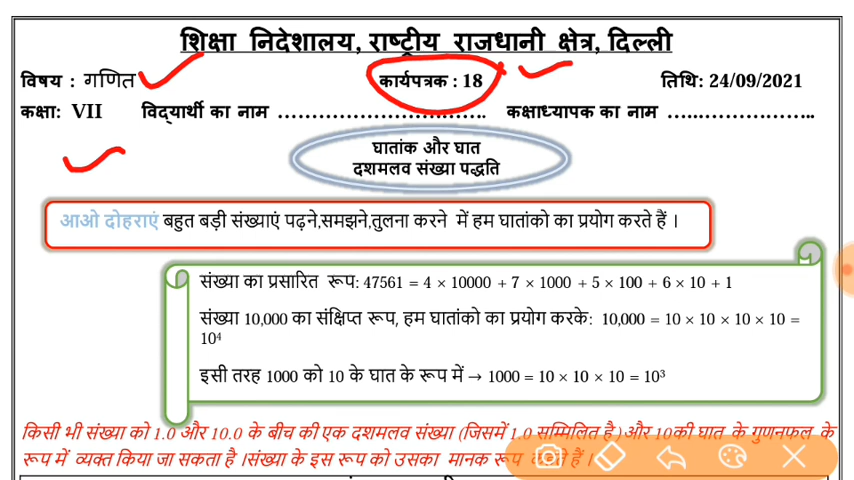 शिक्षा निदेशालय, राष्ट्रीय राजधानी क्षेत्र, दिल्ली
विषय : गणित कार्यपत्रक : 18 तिथि: 24/09/2021
कक्षा: VII विद्यार्थी का नाम ................................. कक्षाध्यापक का नाम .......................
घातांक और घात
दशमलव संख्या पद्धति
आओ दोहराएं बहुत बड़ी संख्याएं पढ़ने,समझने,तुलना करने में हम घातांको का प्रयोग करते हैं ।
संख्या का प्रसारित रूप: 47561 = 4 × 10000 + 7 × 1000 + 5 × 100 + 6 × 10 + 1
संख्या 10,000 का संक्षिप्त रूप, हम घातांको का प्रयोग करके: 10,000 = 10 × 10 × 10 × 10 =
10⁴
इसी तरह 1000 को 10 के घात के रूप में → 1000 = 10 × 10 × 10 = 10³
किसी भी संख्या को 1.0 और 10.0 के बीच की एक दशमलव संख्या (जिसमें 1.0 सम्मिलित है) और 10की घात के गुणनफल के
रूप में व्यक्त किया जा सकता है ।संख्या के इस रूप को उसका मानक रूप कहते हैं ।